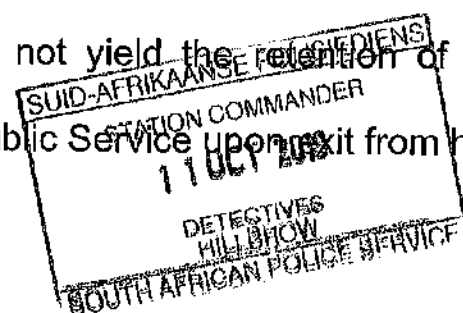 not yield the retention of
SUID-AFRIKAANSE POLISIEDIENS
STATION COMMANDER
blic Service upon exit from h
11 OCT
DETECTIVES
HILLBROW
SOUTH AFRICAN POLICE SERVICE